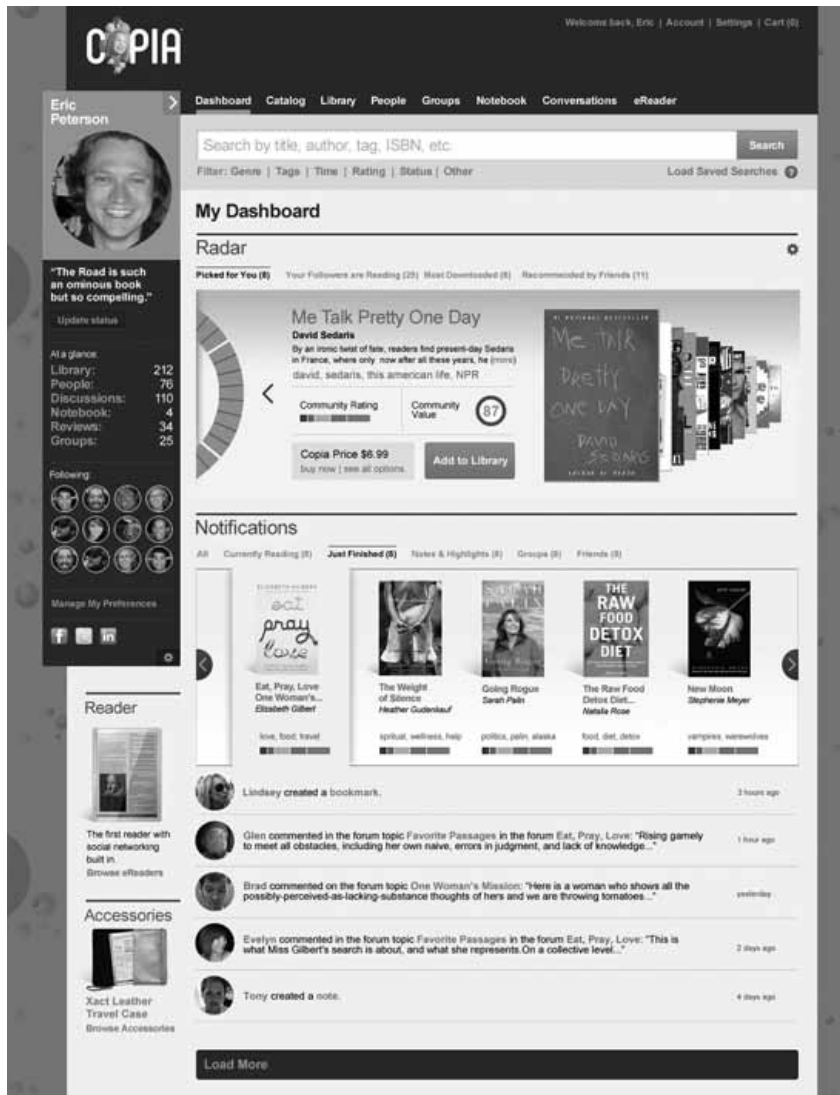 Welcome back, Eric | Account | Settings | Cart (0)
COPIA
Eric
Peterson
Dashboard Catalog Library People Groups Notebook Conversations eReader
Search by title, author, tag, ISBN, etc. Search
Filter: Genre | Tags | Time | Rating | Status | Other Load Saved Searches ?
"The Road is such
an ominous book
but so compelling."
Update status
At a glance:
Library: 212
People: 76
Discussions: 110
Notebook: 4
Reviews: 34
Groups: 25
Following:
Manage My Preferences
f in
My Dashboard
Radar
Picked for You (8) Your Followers are Reading (25) Most Downloaded (8) Recommended by Friends (11)
Me Talk Pretty One Day
David Sedaris
By an ironic twist of fate, readers find present-day Sedaris
in France, where only now after all these years, he (more)
david, sedaris, this american life, NPR
Community Rating
Community
Value
87
Copia Price $6.99
buy now | see all options
Add to Library
#1 NATIONAL BESTSELLER
Me Talk
Pretty
One Day
David
Sedaris
Notifications
All Currently Reading (8) Just Finished (8) Notes & Highlights (8) Groups (8) Friends (8)
ELIZABETH GILBERT
eat
pray
love
SARAH
PALIN
Going Rogue
THE
RAW
FOOD
DETOX
DIET
Eat, Pray, Love
One Woman's...
Elizabeth Gilbert
love, food, travel
The Weight
of Silence
Heather Gudenkauf
spritual, wellness, help
Going Rogue
Sarah Palin
politics, palin, alaska
The Raw Food
Detox Diet...
Natalia Rose
food, diet, detox
New Moon
Stephenie Meyer
vampires, warewolves
Lindsey created a bookmark. 3 hours ago
Glen commented in the forum topic Favorite Passages in the forum Eat, Pray, Love: "Rising gamely
to meet all obstacles, including her own naive, errors in judgment, and lack of knowledge..."
1 hour ago
Brad commented on the forum topic One Woman's Mission: "Here is a woman who shows all the
possibly-perceived-as-lacking-substance thoughts of hers and we are throwing tomatoes..."
yesterday
Evelyn commented in the forum topic Favorite Passages in the forum Eat, Pray, Love: "This is
what Miss Gilbert's search is about, and what she represents.On a collective level..."
2 days ago
Tony created a note. 4 days ago
Load More
Reader
The first reader with
social networking
built in.
Browse eReaders
Accessories
Xact Leather
Travel Case
Browse Accessories